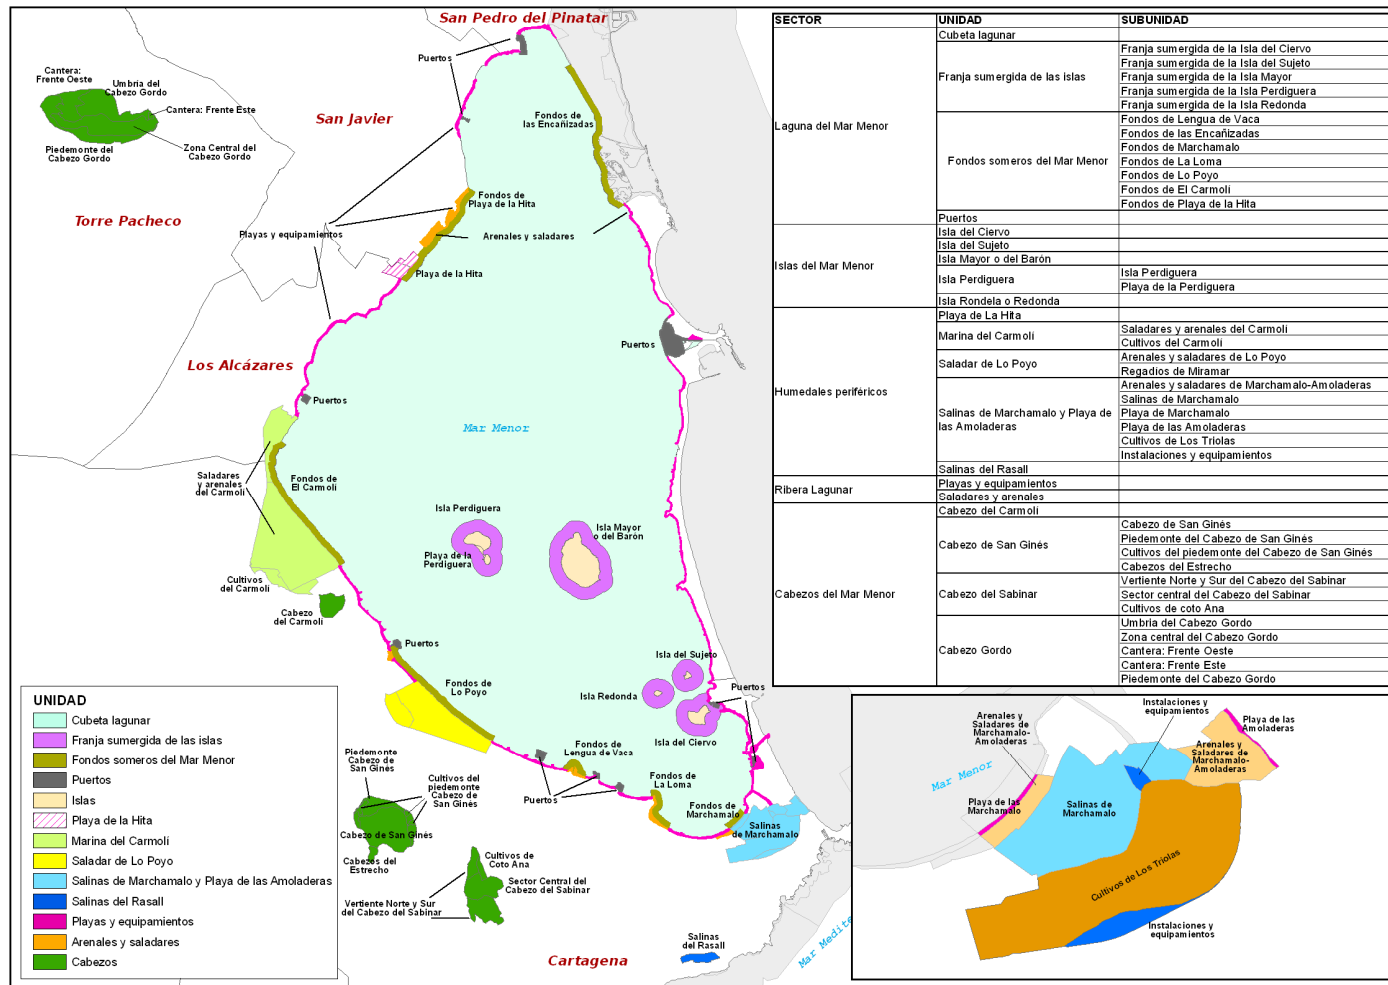 San Pedro del Pinatar
Puertos
Cantera:
Frente Oeste
Umbría del
Cabezo Gordo
Cantera: Frente Este
Piedemonte del
Cabezo Gordo
Zona Central del
Cabezo Gordo
San Javier
Fondos de
las Encañizadas
Torre Pacheco
Fondos de
Playa de la Hita
Playas y equipamientos
Arenales y saladares
Playa de la Hita
Puertos
Los Alcázares
Puertos
Mar Menor
Saladares
y arenales
del Carmolí
Fondos de
El Carmolí
Isla Perdiguera
Isla Mayor
o del Barón
Playa de la
Perdiguera
Cultivos
del Carmolí
Cabezo
del Carmolí
Puertos
Isla del Sujeto
Fondos de
Lo Poyo
Isla Redonda
Puertos
Isla del Ciervo
Fondos de
Lengua de Vaca
Fondos de
La Loma
Puertos
Fondos de
Marchamalo
Salinas
de Marchamalo
Piedemonte
Cabezo de
San Ginés
Cultivos del
piedemonte
Cabezo de
San Ginés
Cabezo de San Ginés
Cabezos del
Estrecho
Cultivos de
Coto Ana
Sector Central del
Cabezo del Sabinar
Vertiente Norte y Sur
del Cabezo del Sabinar
Salinas
del Rasall
Cartagena
Mar Medite
UNIDAD
Cubeta lagunar
Franja sumergida de las islas
Fondos someros del Mar Menor
Puertos
Islas
Playa de la Hita
Marina del Carmolí
Saladar de Lo Poyo
Salinas de Marchamalo y Playa de las Amoladeras
Salinas del Rasall
Playas y equipamientos
Arenales y saladares
Cabezos
SECTOR UNIDAD SUBUNIDAD
Laguna del Mar Menor
Cubeta lagunar
Franja sumergida de las islas
Franja sumergida de la Isla del Ciervo
Franja sumergida de la Isla del Sujeto
Franja sumergida de la Isla Mayor
Franja sumergida de la Isla Perdiguera
Franja sumergida de la Isla Redonda
Fondos someros del Mar Menor
Fondos de Lengua de Vaca
Fondos de las Encañizadas
Fondos de Marchamalo
Fondos de La Loma
Fondos de Lo Poyo
Fondos de El Carmolí
Fondos de Playa de la Hita
Puertos
Islas del Mar Menor
Isla del Ciervo
Isla del Sujeto
Isla Mayor o del Barón
Isla Perdiguera
Isla Perdiguera
Playa de la Perdiguera
Isla Rondela o Redonda
Humedales periféricos
Playa de La Hita
Marina del Carmolí
Saladares y arenales del Carmolí
Cultivos del Carmolí
Saladar de Lo Poyo
Arenales y saladares de Lo Poyo
Regadios de Miramar
Salinas de Marchamalo y Playa de
las Amoladeras
Arenales y saladares de Marchamalo-Amoladeras
Salinas de Marchamalo
Playa de Marchamalo
Playa de las Amoladeras
Cultivos de Los Triolas
Instalaciones y equipamientos
Salinas del Rasall
Ribera Lagunar
Playas y equipamientos
Saladares y arenales
Cabezos del Mar Menor
Cabezo del Carmolí
Cabezo de San Ginés
Cabezo de San Ginés
Piedemonte del Cabezo de San Ginés
Cultivos del piedemonte del Cabezo de San Ginés
Cabezos del Estrecho
Cabezo del Sabinar
Vertiente Norte y Sur del Cabezo del Sabinar
Sector central del Cabezo del Sabinar
Cultivos de coto Ana
Cabezo Gordo
Umbria del Cabezo Gordo
Zona central del Cabezo Gordo
Cantera: Frente Oeste
Cantera: Frente Este
Piedemonte del Cabezo Gordo
Arenales y
Saladares de
Marchamalo-
Amoladeras
Instalaciones y
equipamientos
Playa de las
Amoladeras
Arenales y
Saladares de
Marchamalo-
Amoladeras
Mar Menor
Playa de las
Marchamalo
Salinas de
Marchamalo
Cultivos de Los Triolas
Instalaciones y
equipamientos